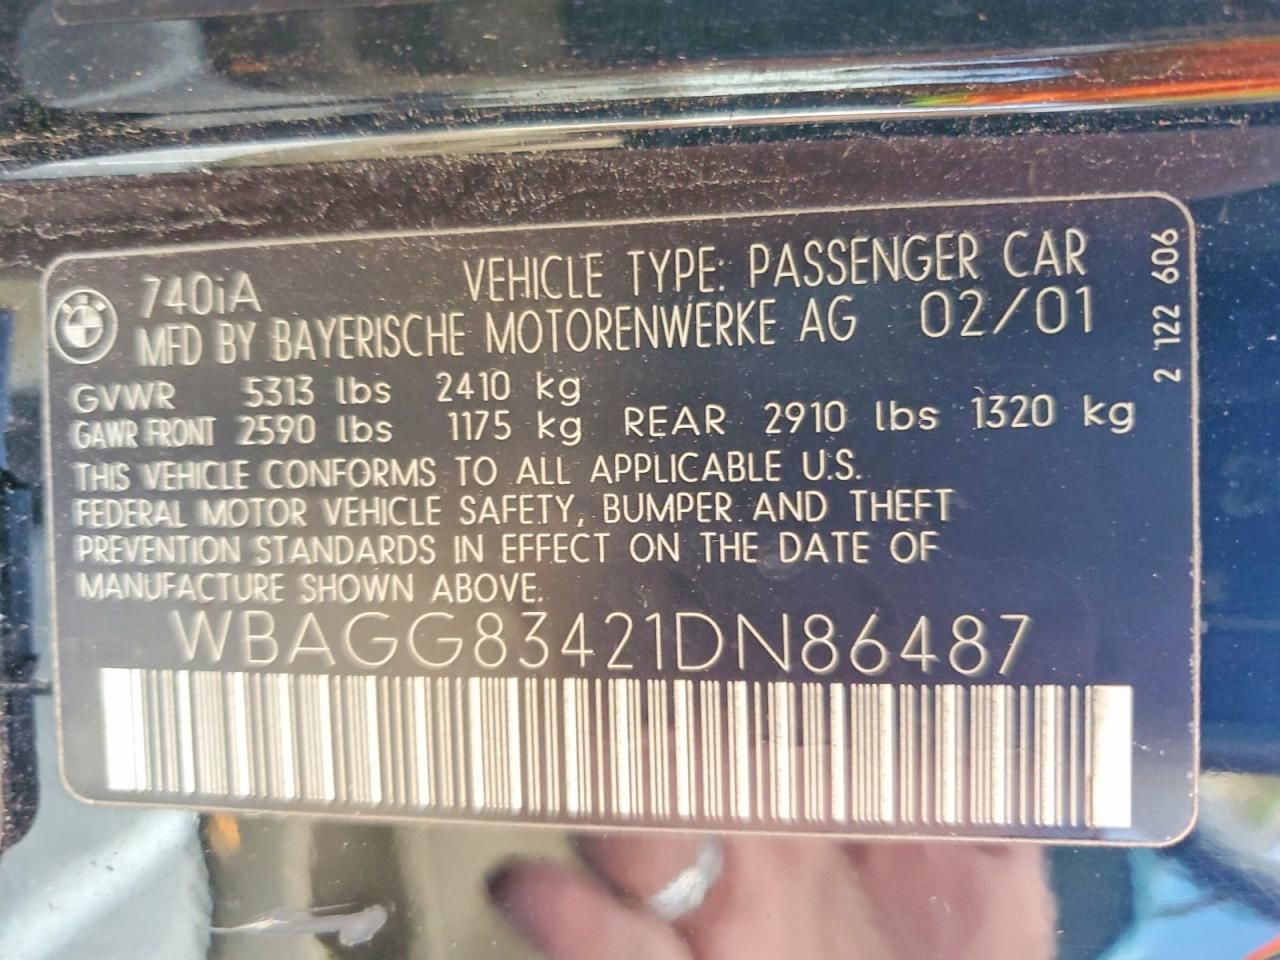 740iA VEHICLE TYPE: PASSENGER CAR
MFD BY BAYERISCHE MOTORENWERKE AG 02/01
GVWR 5313 lbs 2410 kg
GAWR FRONT 2590 lbs 1175 kg REAR 2910 lbs 1320 kg
THIS VEHICLE CONFORMS TO ALL APPLICABLE U.S.
FEDERAL MOTOR VEHICLE SAFETY, BUMPER AND THEFT
PREVENTION STANDARDS IN EFFECT ON THE DATE OF
MANUFACTURE SHOWN ABOVE.
WBAGG83421DN86487
2 122 606